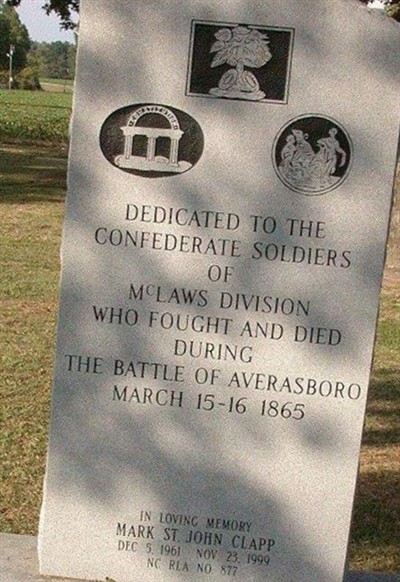 DEDICATED TO THE
CONFEDERATE SOLDIERS
OF
McLAWS DIVISION
WHO FOUGHT AND DIED
DURING
THE BATTLE OF AVERASBORO
MARCH 15-16 1865
IN LOVING MEMORY
MARK ST. JOHN CLAPP
DEC 5, 1961 NOV 23, 1999
NC RLA NO 877